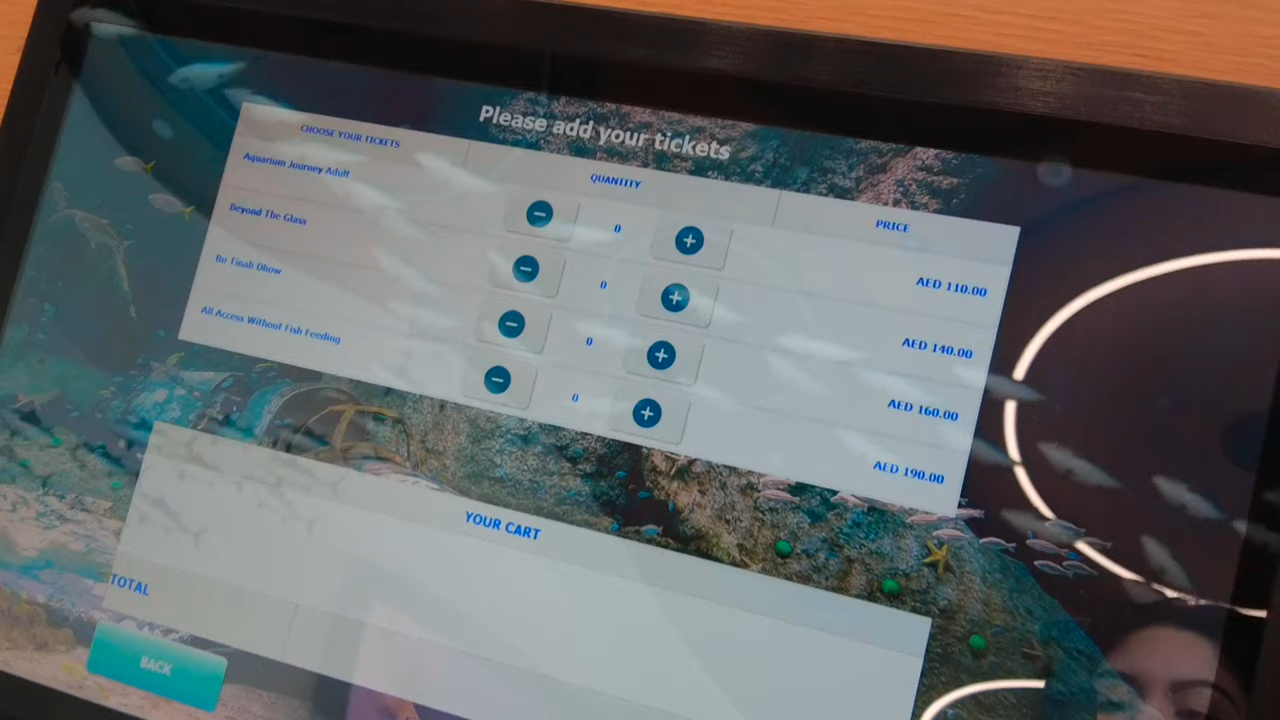 Please add your tickets
CHOOSE YOUR TICKETS QUANTITY PRICE
Aquarium Journey Adult 0 AED 110.00
Beyond The Glass 0 AED 140.00
Bu Tinah Dhow 0 AED 160.00
All Access Without Fish Feeding 0 AED 190.00
YOUR CART
TOTAL
BACK